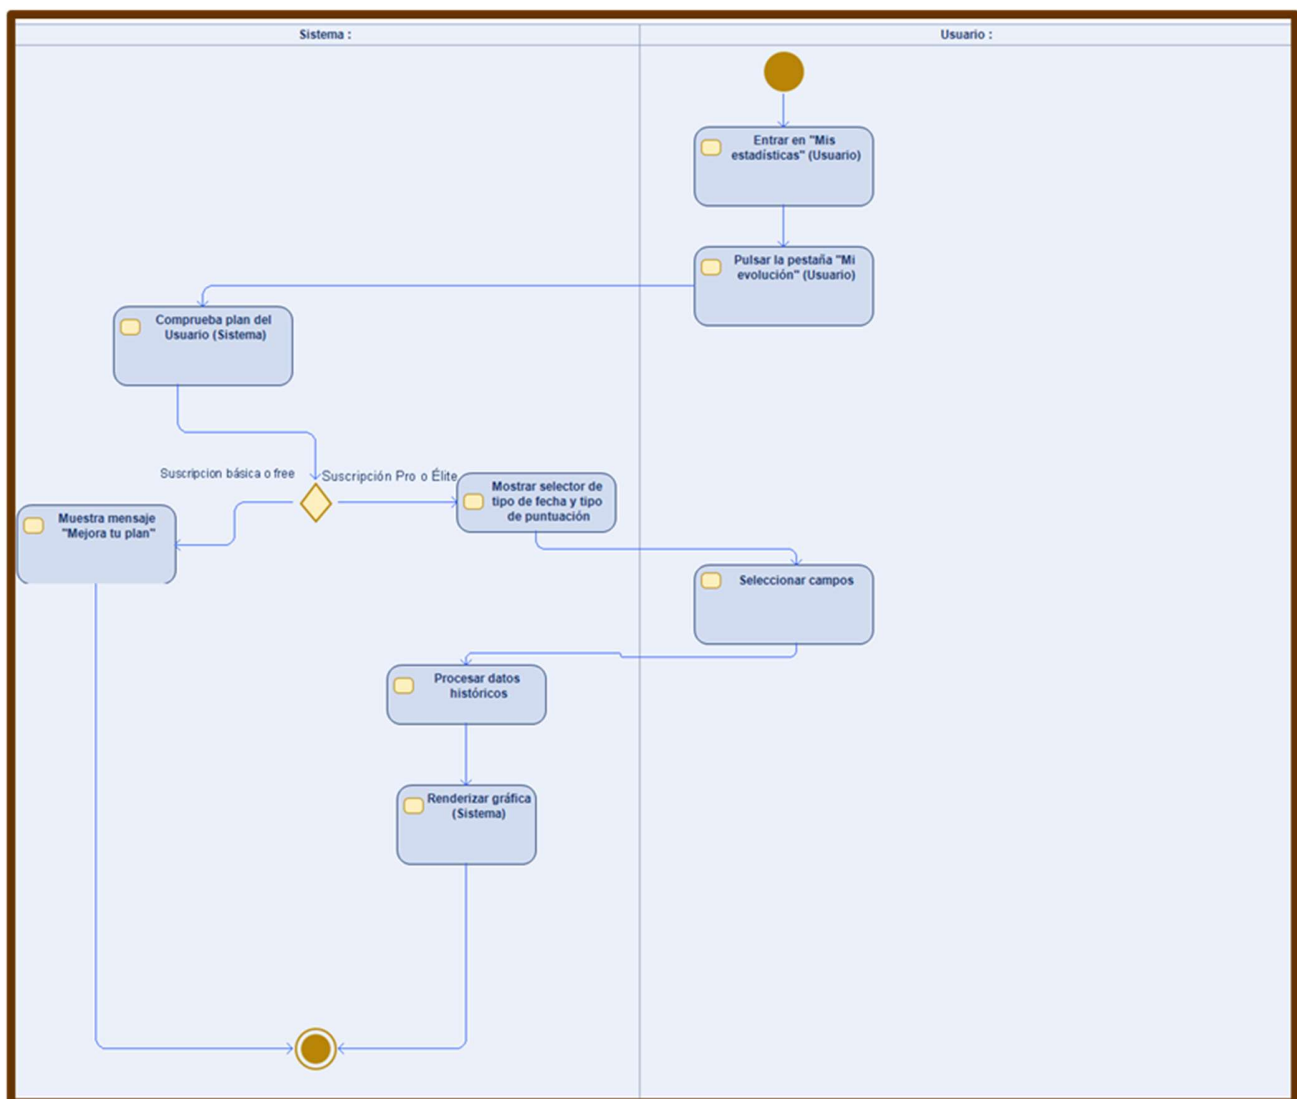 Sistema :
Usuario :
Entrar en "Mis
estadísticas" (Usuario)
Pulsar la pestaña "Mi
evolución" (Usuario)
Comprueba plan del
Usuario (Sistema)
Suscripcion básica o free
Suscripción Pro o Élite
Mostrar selector de
tipo de fecha y tipo
de puntuación
Muestra mensaje
"Mejora tu plan"
Seleccionar campos
Procesar datos
históricos
Renderizar gráfica
(Sistema)